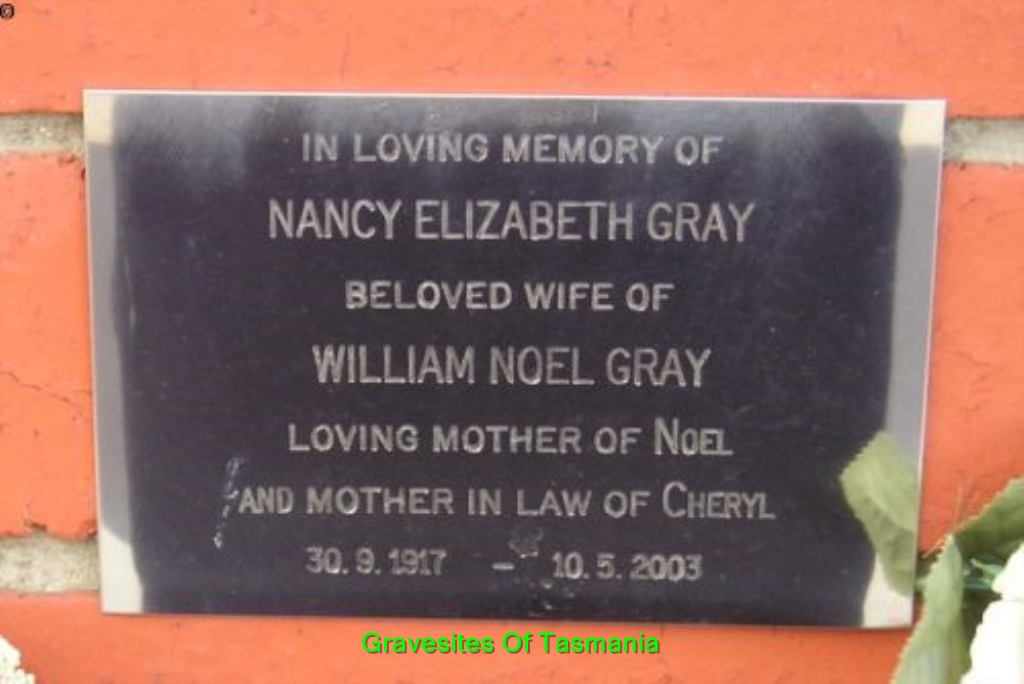 IN LOVING MEMORY OF
NANCY ELIZABETH GRAY
BELOVED WIFE OF
WILLIAM NOEL GRAY
LOVING MOTHER OF NOEL
AND MOTHER IN LAW OF CHERYL
30.9.1917 - 10.5.2003
Gravesites Of Tasmania